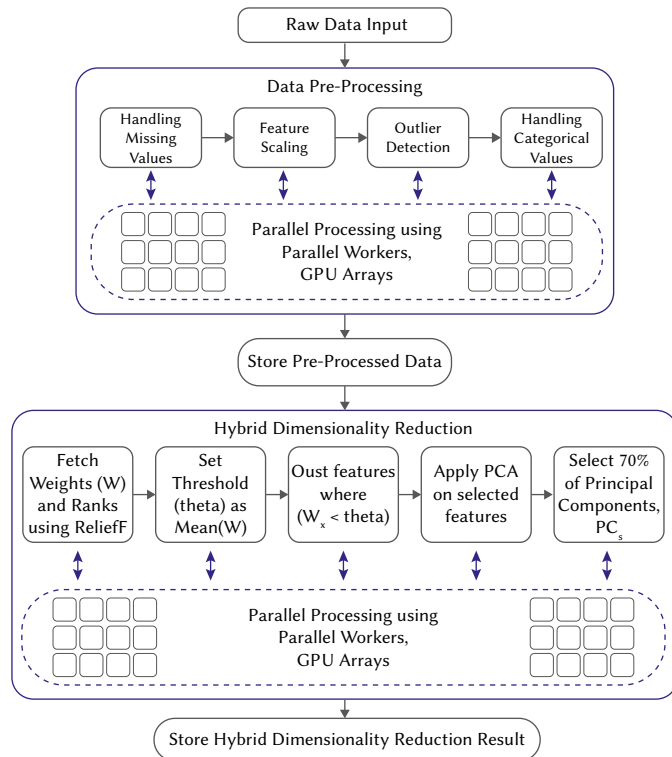 Raw Data Input
Data Pre-Processing
Handling
Missing
Values
Feature
Scaling
Outlier
Detection
Handling
Categorical
Values
Parallel Processing using
Parallel Workers,
GPU Arrays
Store Pre-Processed Data
Hybrid Dimensionality Reduction
Fetch
Weights (W)
and Ranks
using ReliefF
Set
Threshold
(theta) as
Mean(W)
Oust features
where
(Wₓ < theta)
Apply PCA
on selected
features
Select 70%
of Principal
Components,
PCₛ
Parallel Processing using
Parallel Workers,
GPU Arrays
Store Hybrid Dimensionality Reduction Result